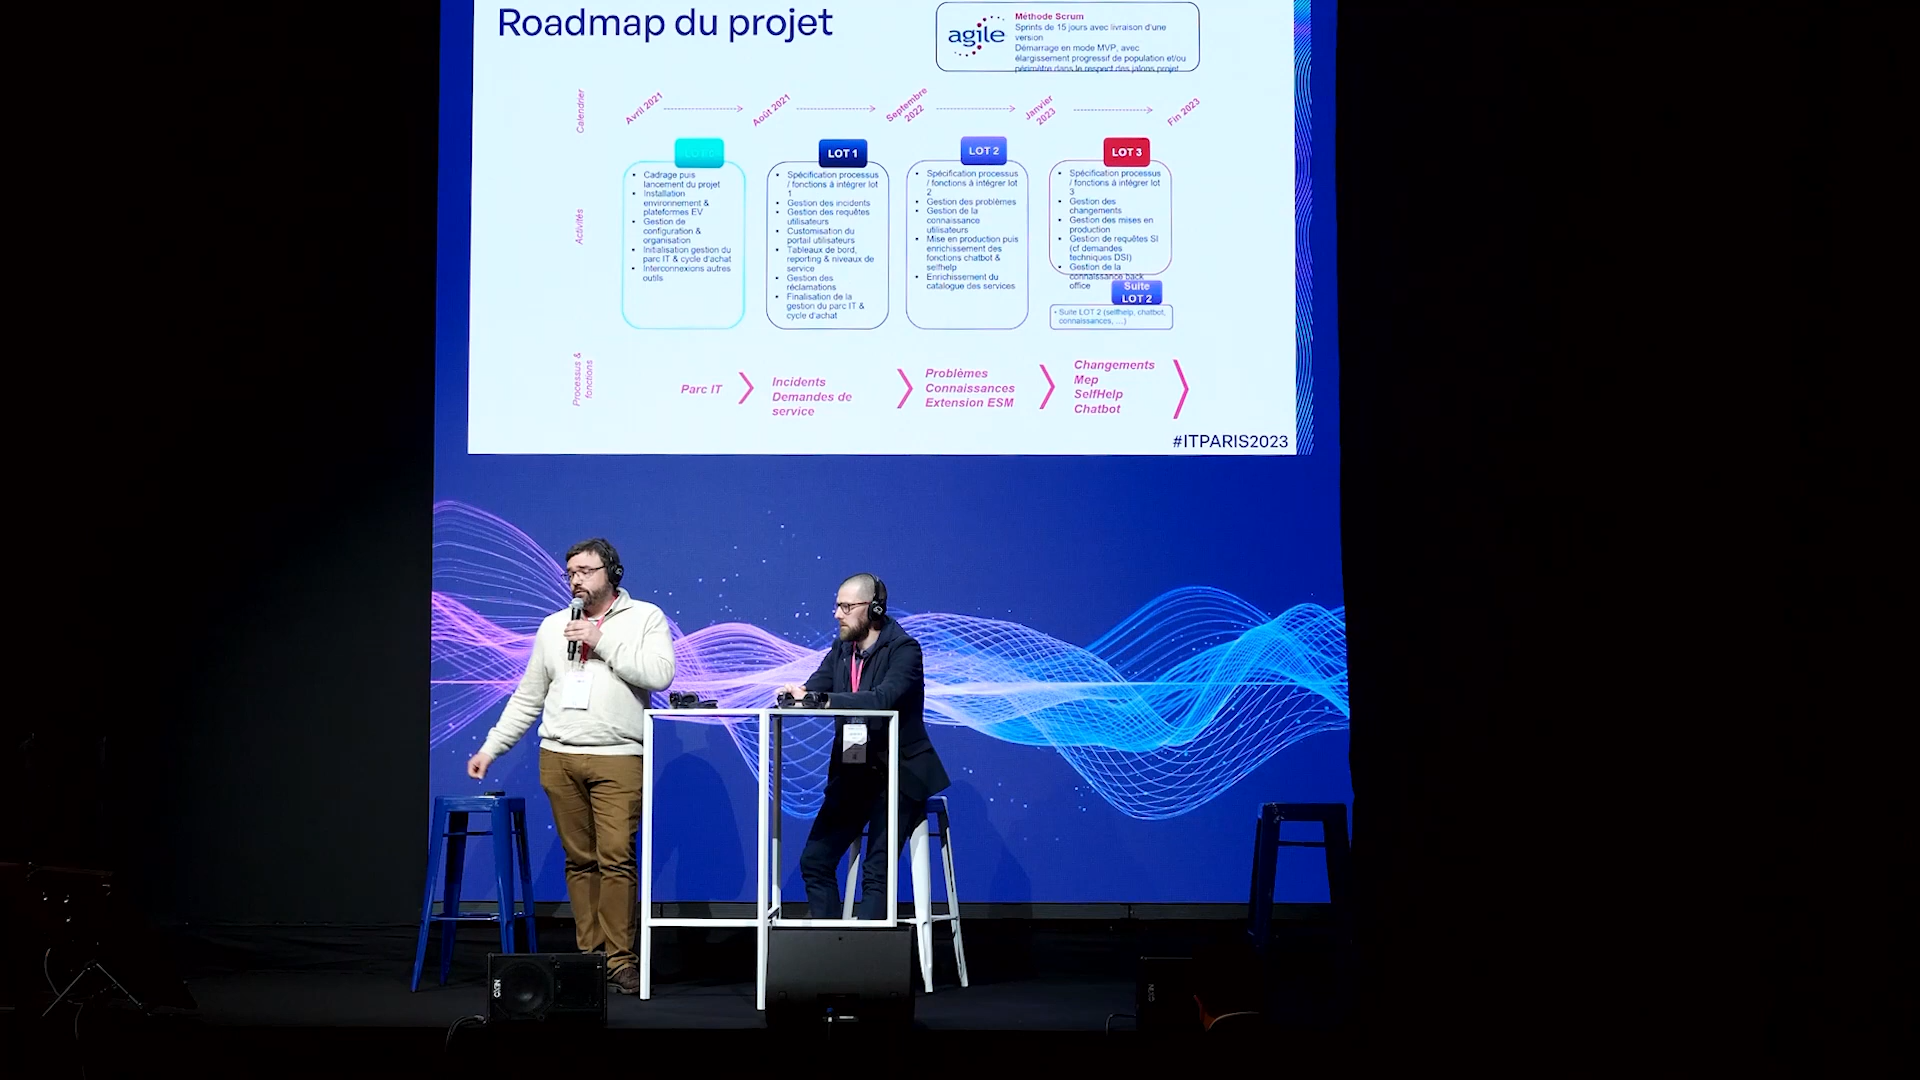 Roadmap du projet
agile
Méthode Scrum
Sprints de 15 jours avec livraison d'une
version
Démarrage en mode MVP, avec
élargissement progressif de population et/ou
périmètre dans le respect des jalons projet
Calendrier
Avril 2021
Août 2021
Septembre
2022
Janvier
2023
Fin 2023
Activités
Cadrage puis
lancement du projet
Installation
environnement &
plateformes EV
Gestion de
configuration &
organisation
Initialisation gestion du
parc IT & cycle d'achat
Interconnexions autres
outils
LOT 1
Spécification processus
/ fonctions à intégrer lot
1
Gestion des incidents
Gestion des requêtes
utilisateurs
Customisation du
portail utilisateurs
Tableaux de bord,
reporting & niveaux de
service
Gestion des
réclamations
Finalisation de la
gestion du parc IT &
cycle d'achat
LOT 2
Spécification processus
/ fonctions à intégrer lot
2
Gestion des problèmes
Gestion de la
connaissance
utilisateurs
Mise en production puis
enrichissement des
fonctions chatbot &
selfhelp
Enrichissement du
catalogue des services
LOT 3
Spécification processus
/ fonctions à intégrer lot
3
Gestion des
changements
Gestion des mises en
production
Gestion de requêtes SI
(cf demandes
techniques DSI)
Gestion de la
connaissance back
office
Suite
LOT 2
Suite LOT 2 (selfhelp, chatbot,
connaissances, ...)
Processus &
fonctions
Parc IT
Incidents
Demandes de
service
Problèmes
Connaissances
Extension ESM
Changements
Mep
SelfHelp
Chatbot
#ITPARIS2023
NEXO